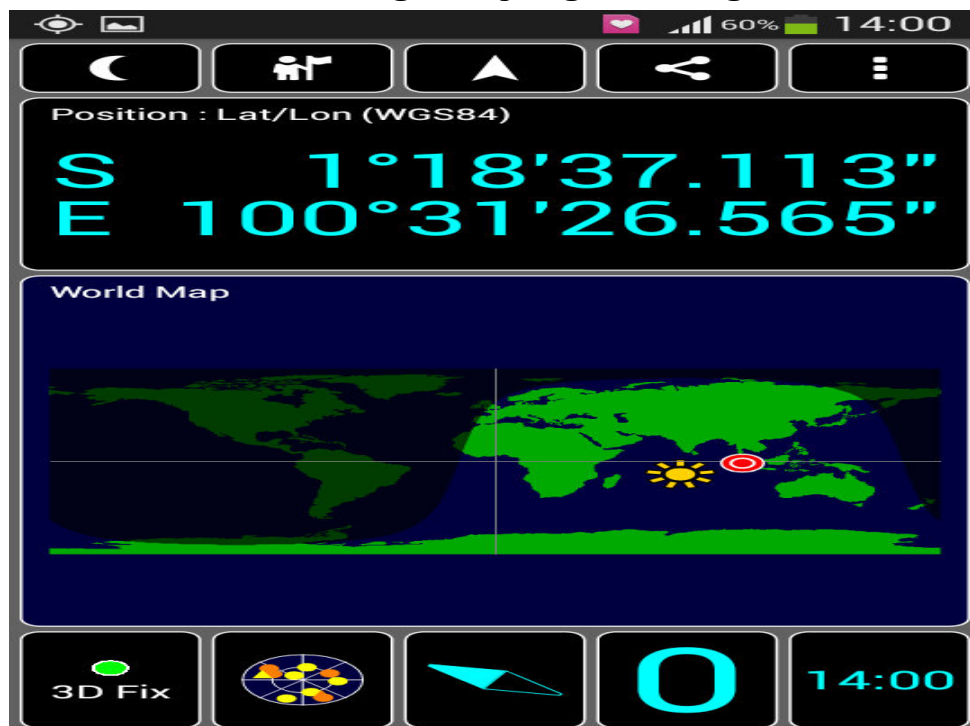 60% 14:00
Position : Lat/Lon (WGS84)
S 1°18'37.113"
E 100°31'26.565"
World Map
3D Fix
0
14:00